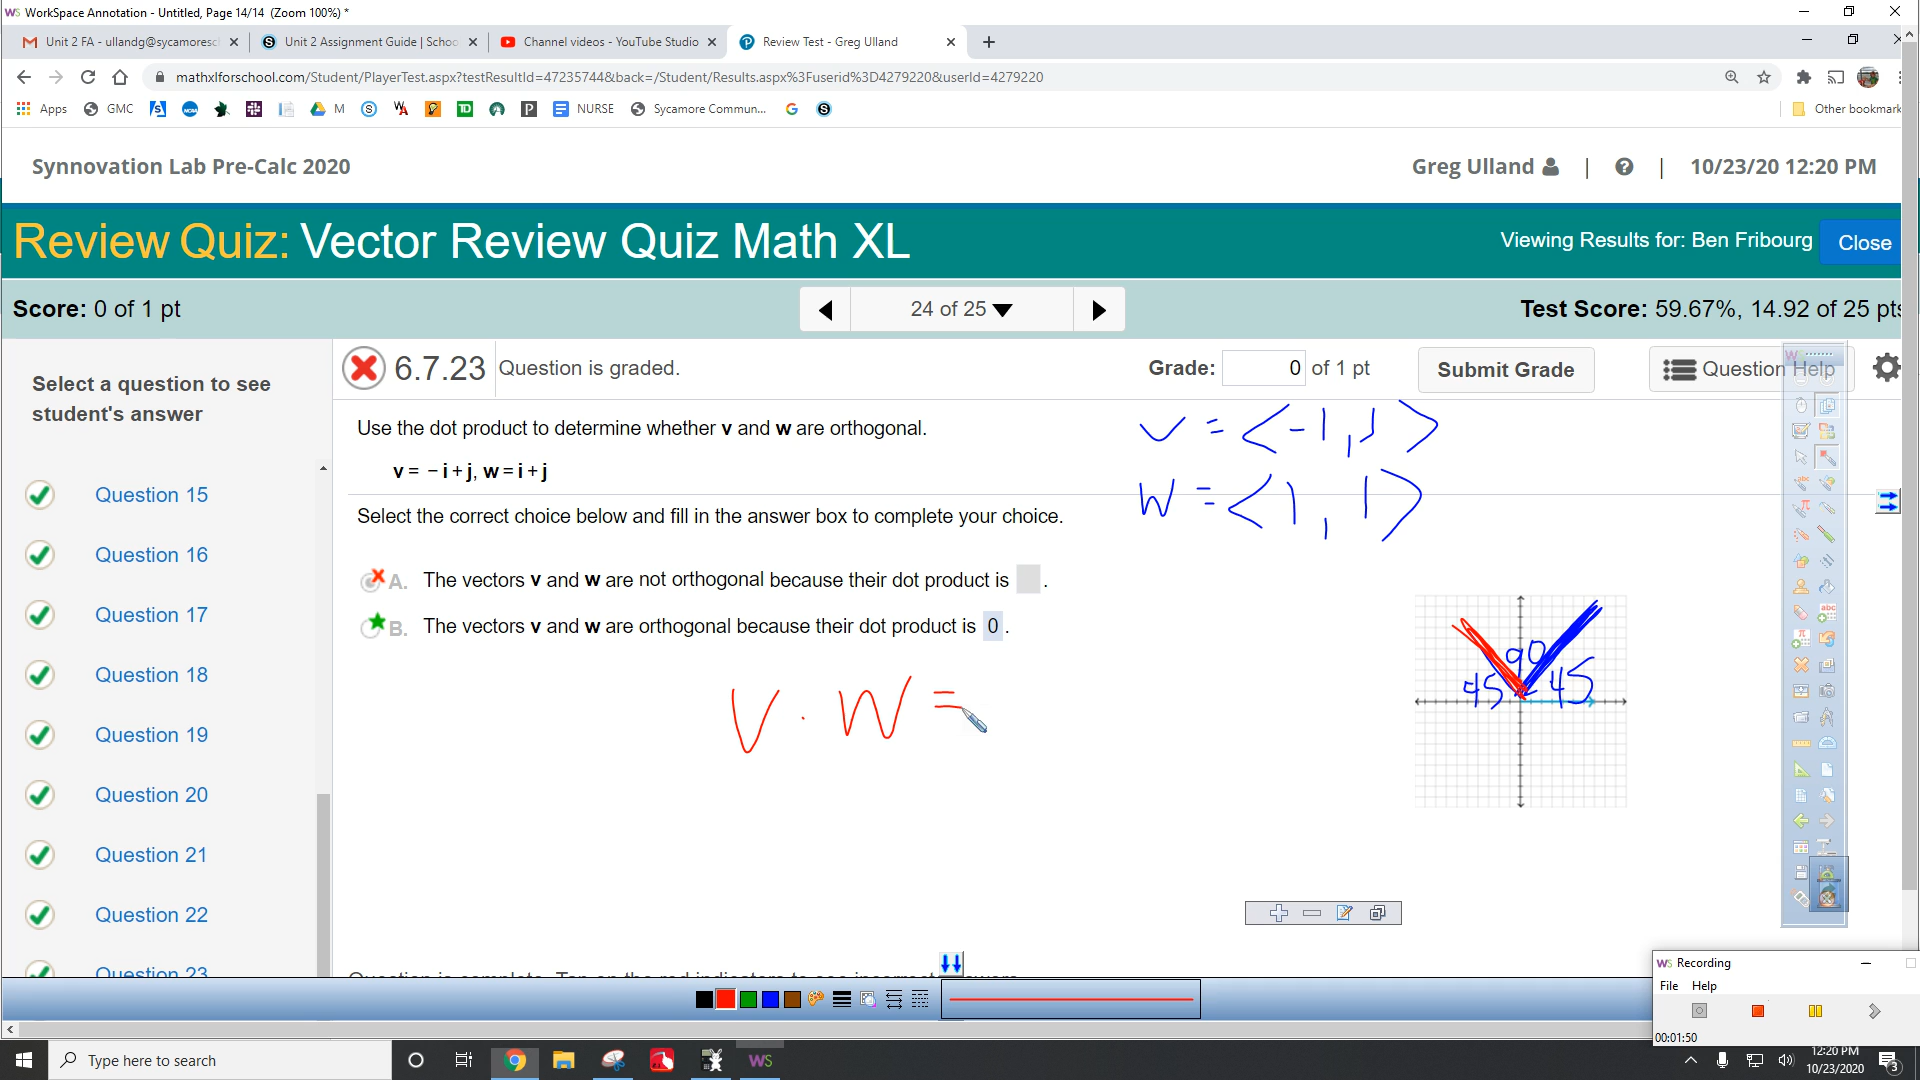 WS WorkSpace Annotation - Untitled, Page 14/14 (Zoom 100%) *
Unit 2 FA - ullandg@sycamoresc
Unit 2 Assignment Guide | Schoo
Channel videos - YouTube Studio
Review Test - Greg Ulland
mathxlforschool.com/Student/PlayerTest.aspx?testResultId=47235744&back=/Student/Results.aspx%3Fuserid%3D4279220&userId=4279220
Apps GMC M NURSE Sycamore Commun... Other bookmark
Synnovation Lab Pre-Calc 2020
Greg Ulland | ? | 10/23/20 12:20 PM
Review Quiz: Vector Review Quiz Math XL
Viewing Results for: Ben Fribourg Close
Score: 0 of 1 pt
24 of 25
Test Score: 59.67%, 14.92 of 25 pts
Select a question to see
student's answer
Question 15
Question 16
Question 17
Question 18
Question 19
Question 20
Question 21
Question 22
Question 23
6.7.23 Question is graded.
Grade: 0 of 1 pt Submit Grade Question Help
Use the dot product to determine whether v and w are orthogonal.
v = − i + j, w = i + j
v = <-1, 1>
w = <1, 1>
Select the correct choice below and fill in the answer box to complete your choice.
A. The vectors v and w are not orthogonal because their dot product is .
B. The vectors v and w are orthogonal because their dot product is 0 .
V · W =
90
45 45
WS Recording
File Help
00:01:50
Type here to search
WS
12:20 PM
10/23/2020
3